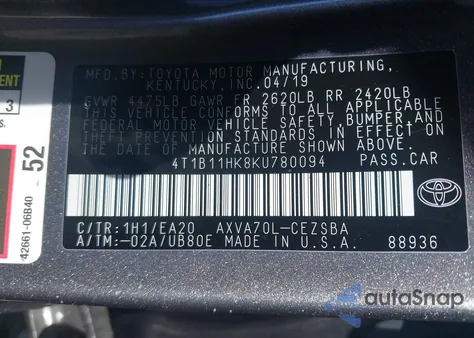 MFD.BY:TOYOTA MOTOR MANUFACTURING,
KENTUCKY, INC. 04/19
GVWR 4475LB GAWR FR 2620LB RR 2420LB
THIS VEHICLE CONFORMS TO ALL APPLICABLE
FEDERAL MOTOR VEHICLE SAFETY, BUMPER, AND
THEFT PREVENTION STANDARDS IN EFFECT ON
THE DATE OF MANUFACTURE SHOWN ABOVE.
4T1B11HK8KU780094 PASS.CAR
C/TR:1H1/EA20 AXVA70L-CEZSBA
A/TM:-02A/UB80E MADE IN U.S.A. 88936
TOYOTA
3
s.
42661-06B40
52
autoSnap